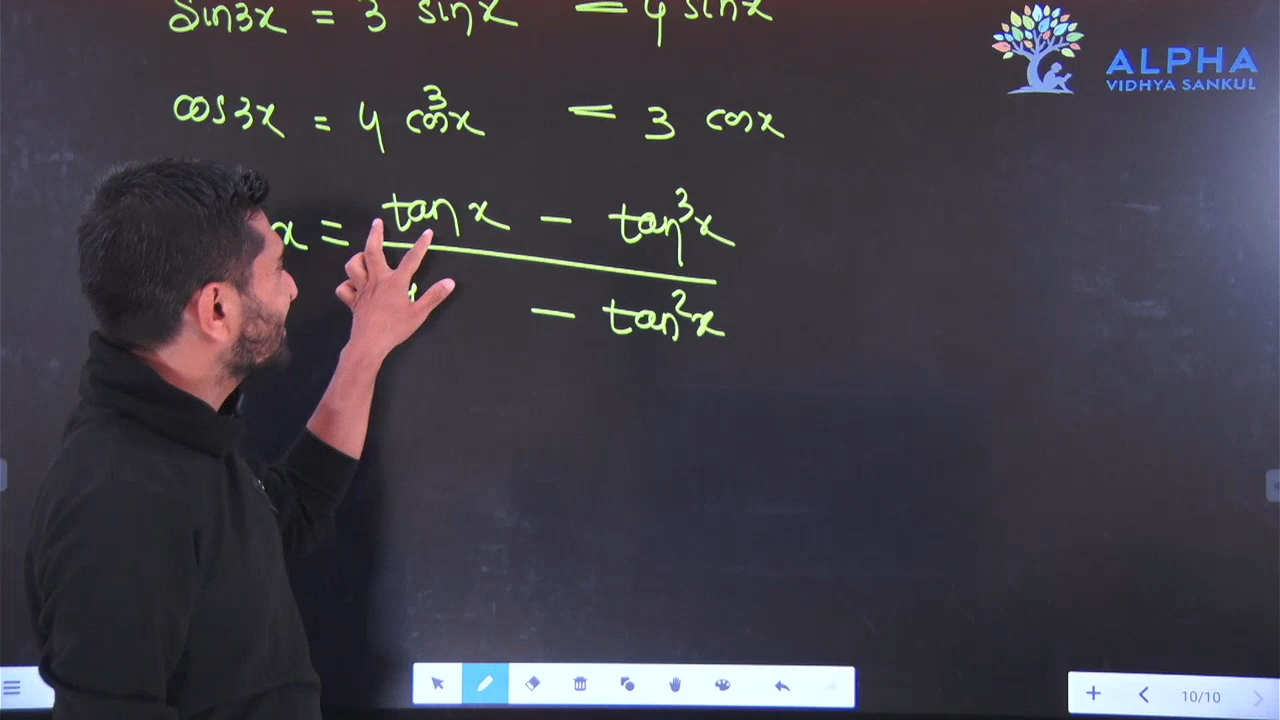 sin3x = 3 sinx = 4 sinx
ALPHA
VIDHYA SANKUL
cos3x = 4 cos³x = 3 cosx
x = tan x - tan³x
- tan²x
10/10